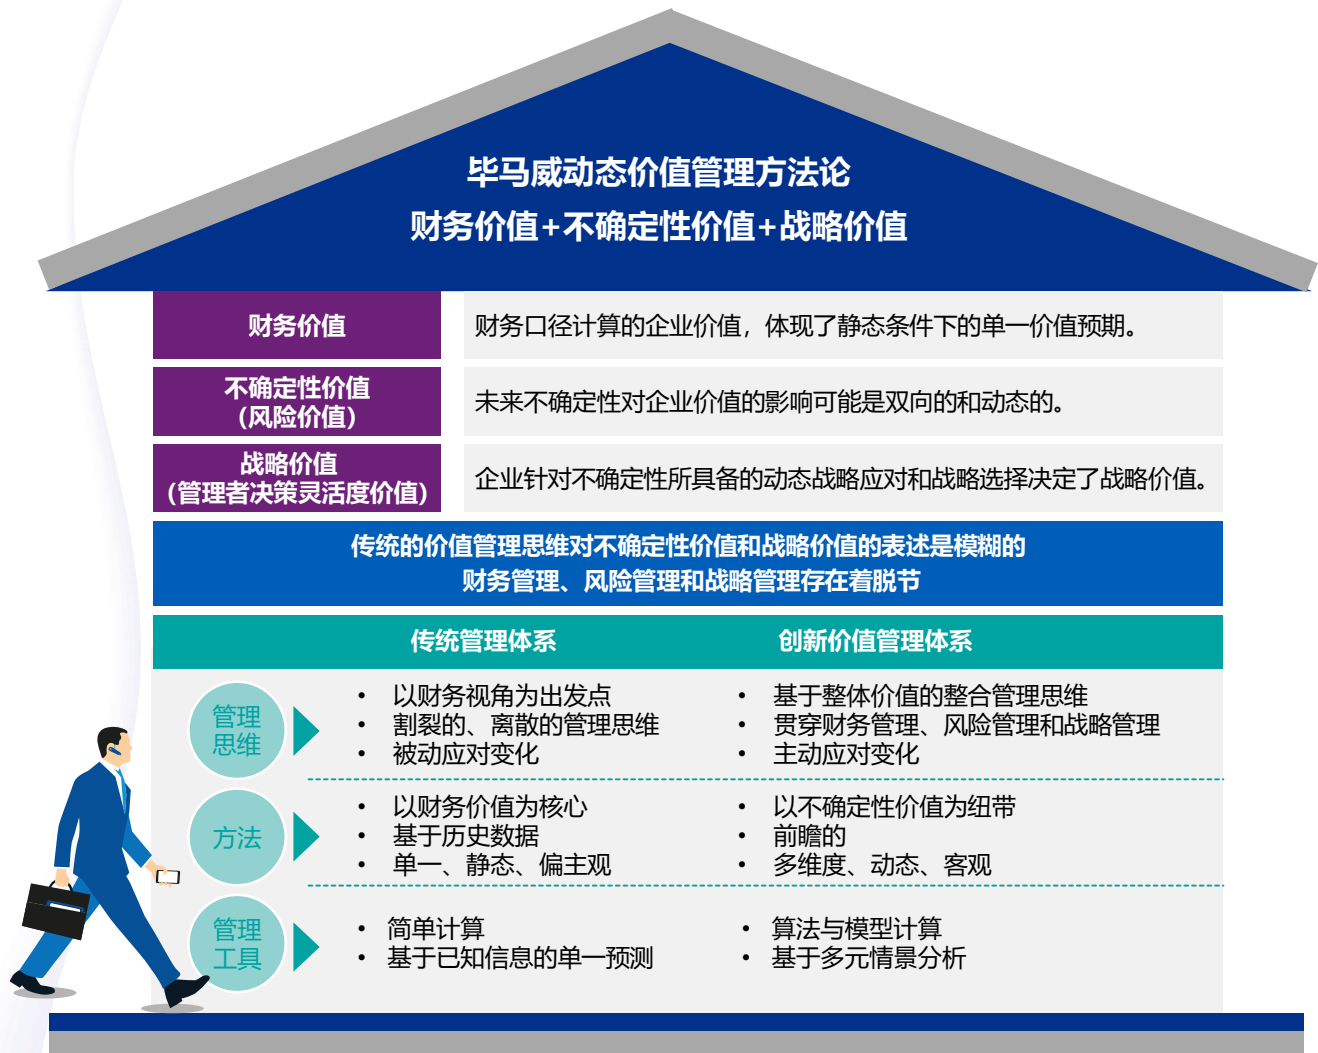 毕马威动态价值管理方法论
财务价值+不确定性价值+战略价值
财务价值
财务口径计算的企业价值，体现了静态条件下的单一价值预期。
不确定性价值
（风险价值）
未来不确定性对企业价值的影响可能是双向的和动态的。
战略价值
（管理者决策灵活度价值）
企业针对不确定性所具备的动态战略应对和战略选择决定了战略价值。
传统的价值管理思维对不确定性价值和战略价值的表述是模糊的
财务管理、风险管理和战略管理存在着脱节
传统管理体系
创新价值管理体系
管理
思维
• 以财务视角为出发点
• 割裂的、离散的管理思维
• 被动应对变化
• 基于整体价值的整合管理思维
• 贯穿财务管理、风险管理和战略管理
• 主动应对变化
方法
• 以财务价值为核心
• 基于历史数据
• 单一、静态、偏主观
• 以不确定性价值为纽带
• 前瞻的
• 多维度、动态、客观
管理
工具
• 简单计算
• 基于已知信息的单一预测
• 算法与模型计算
• 基于多元情景分析